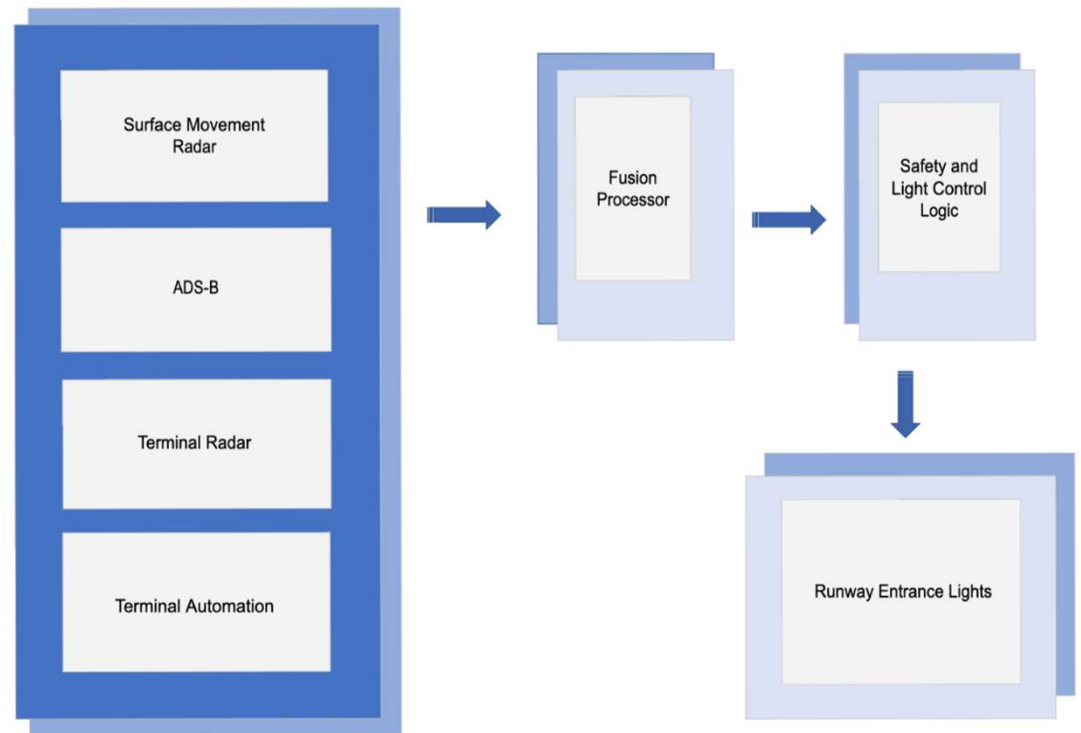 Surface Movement
Radar
ADS-B
Terminal Radar
Terminal Automation
Fusion
Processor
Safety and
Light Control
Logic
Runway Entrance Lights